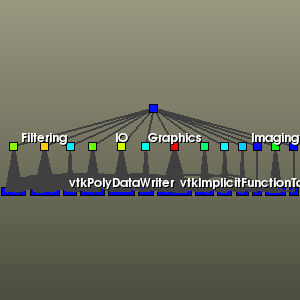 Filtering IO Graphics Imaging
vtkPolyDataWriter vtkImplicitFunctionTo